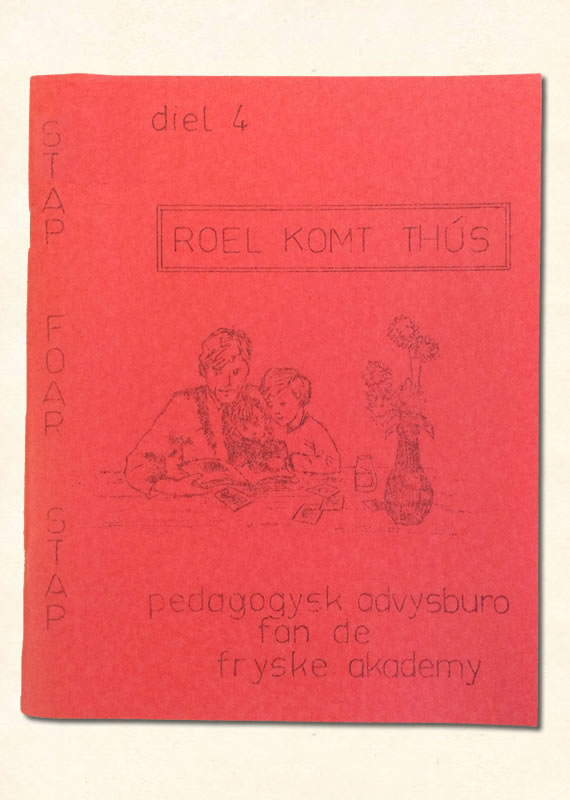 diel 4
STAP FOAR STAP
ROEL KOMT THÚS
pedagogysk advysburo
fan de
fryske akademy